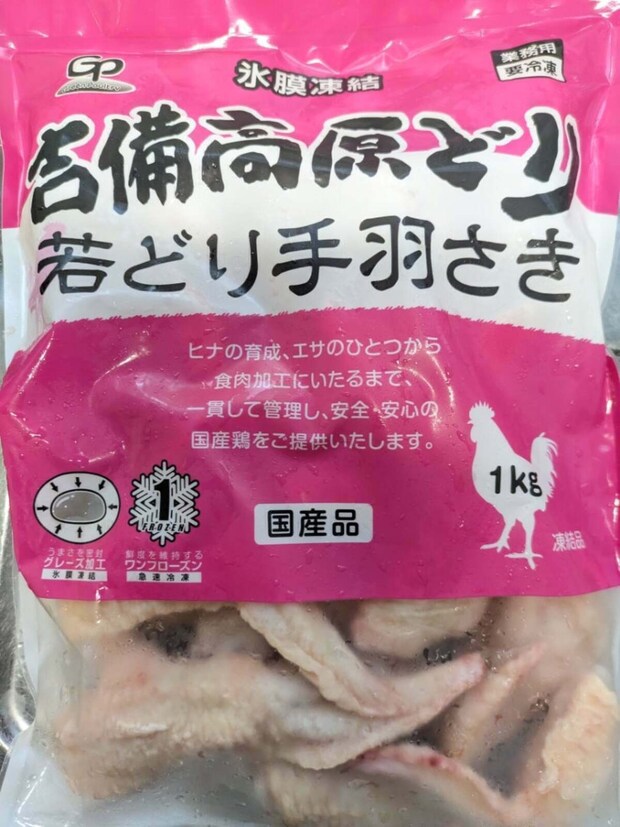 GP
氷膜凍結
業務用
要冷凍
吉備高原どり
若どり手羽さき
ヒナの育成、エサのひとつから
食肉加工にいたるまで、
一貫して管理し、安全・安心の
国産鶏をご提供いたします。
1kg
1
FROZEN
国産品
凍結品
うまさを密封
グレーズ加工
氷膜凍結
鮮度を維持する
ワンフローズン
急速冷凍